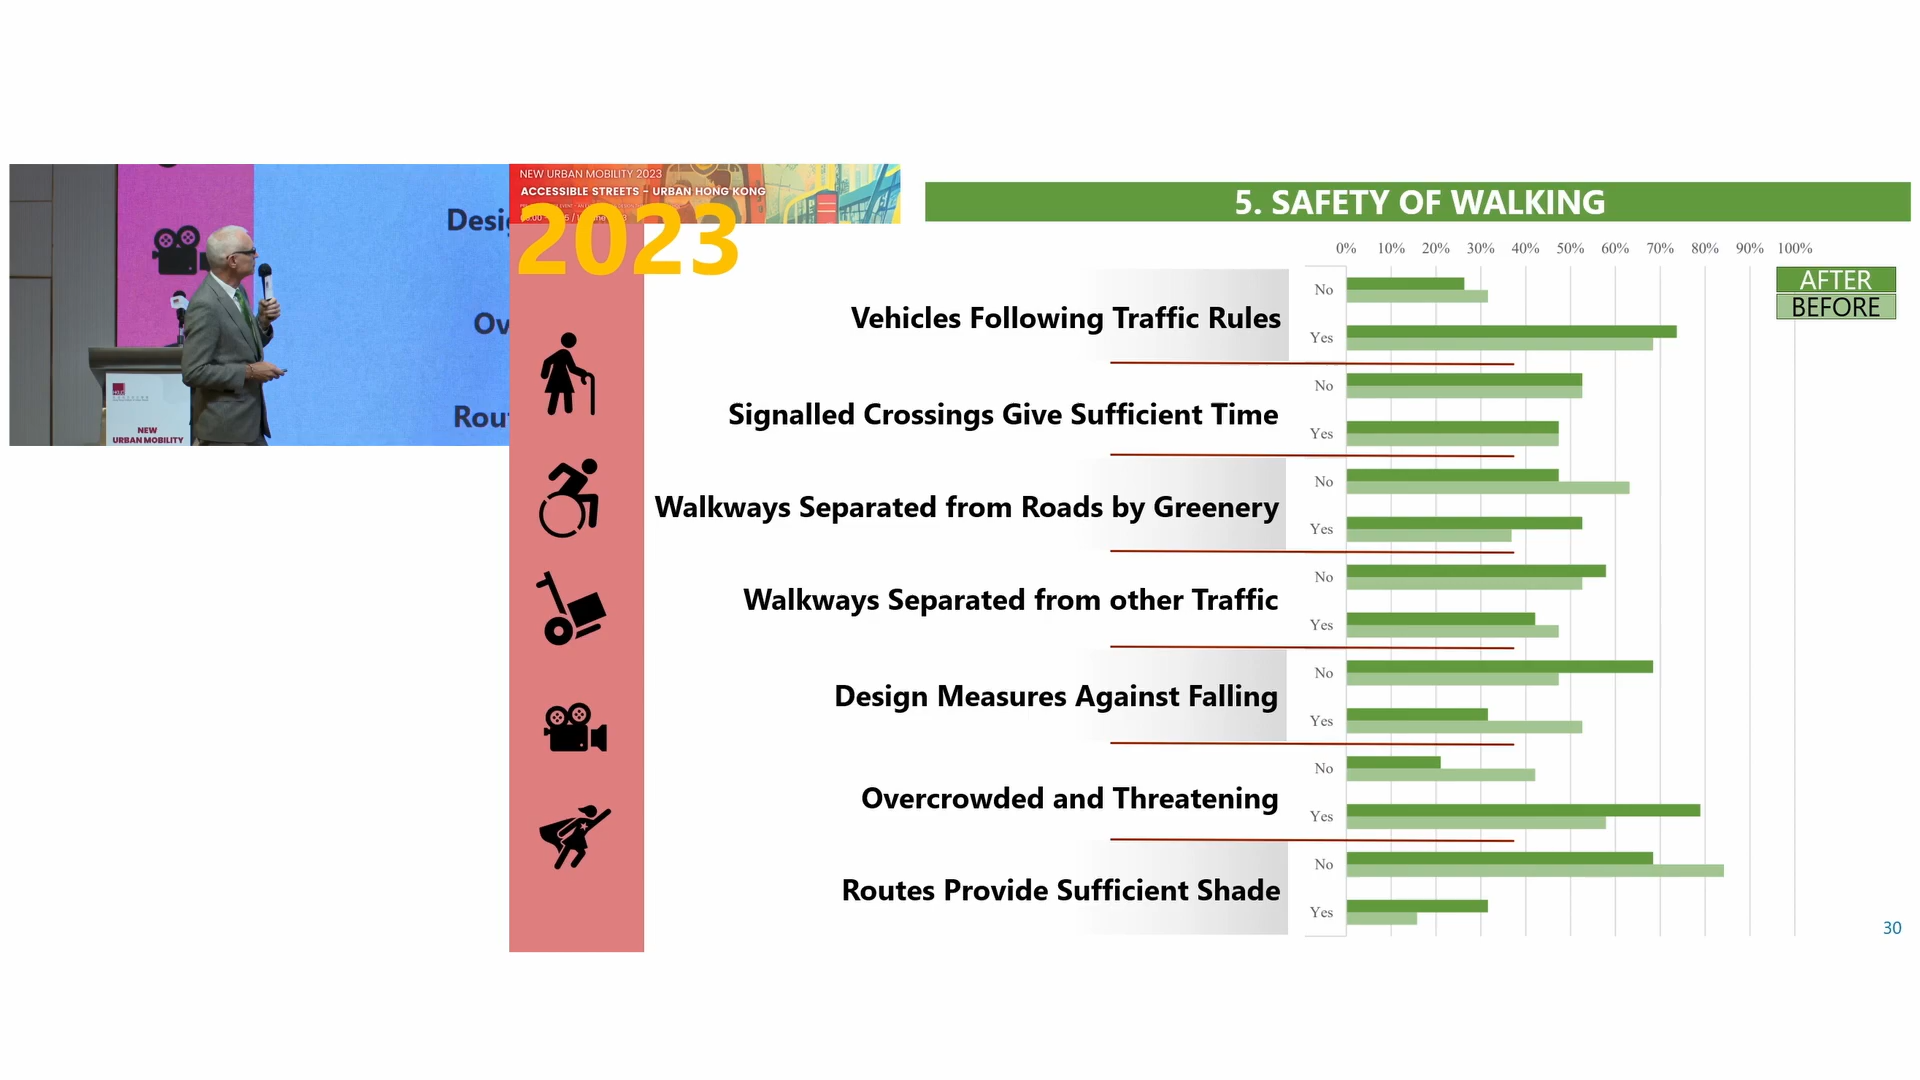 Desi
Ov
Rou
NEW
URBAN MOBILITY
NEW URBAN MOBILITY 2023
ACCESSIBLE STREETS - URBAN HONG KONG
2023
5. SAFETY OF WALKING
0% 10% 20% 30% 40% 50% 60% 70% 80% 90% 100%
AFTER
BEFORE
Vehicles Following Traffic Rules
No
Yes
Signalled Crossings Give Sufficient Time
No
Yes
Walkways Separated from Roads by Greenery
No
Yes
Walkways Separated from other Traffic
No
Yes
Design Measures Against Falling
No
Yes
Overcrowded and Threatening
No
Yes
Routes Provide Sufficient Shade
No
Yes
30